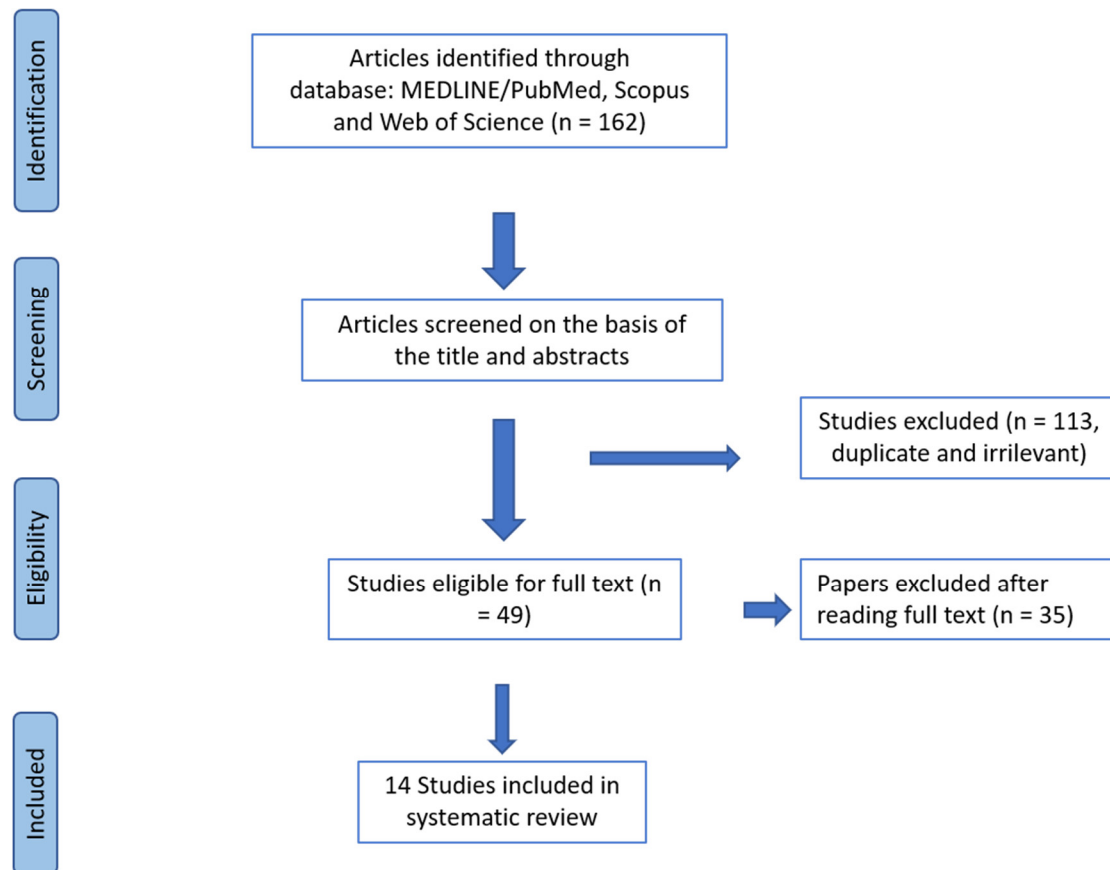 Identification
Articles identified through
database: MEDLINE/PubMed, Scopus
and Web of Science (n = 162)
Screening
Articles screened on the basis of
the title and abstracts
Studies excluded (n = 113,
duplicate and irrilevant)
Eligibility
Studies eligible for full text (n
= 49)
Papers excluded after
reading full text (n = 35)
Included
14 Studies included in
systematic review